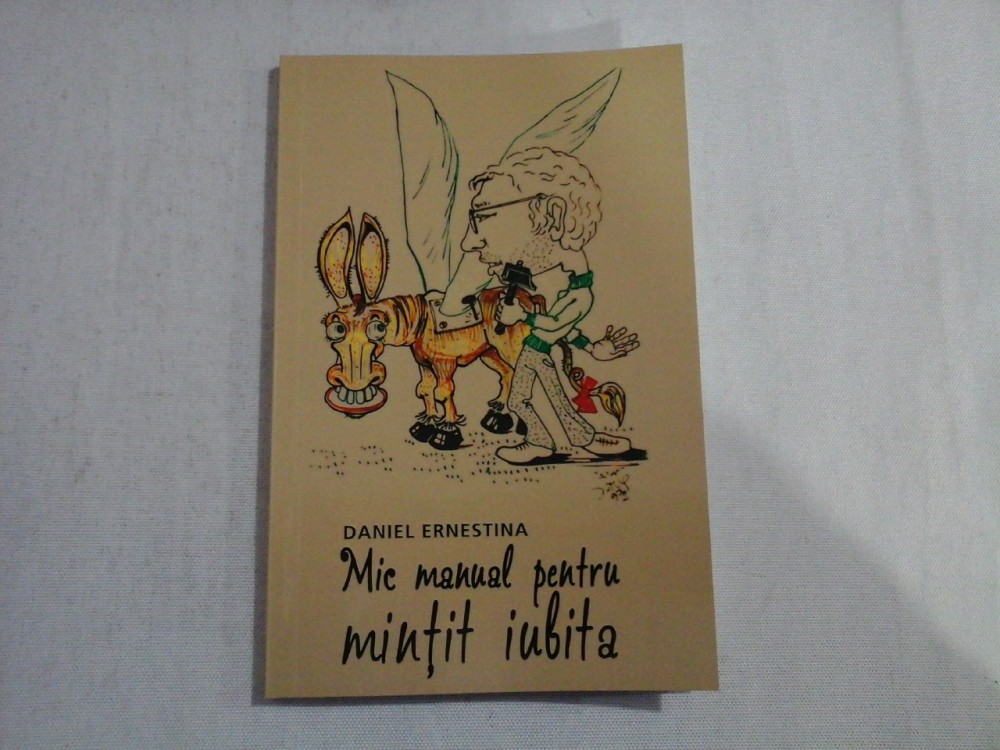 DANIEL ERNESTINA
Mic manual pentru
mințit iubita